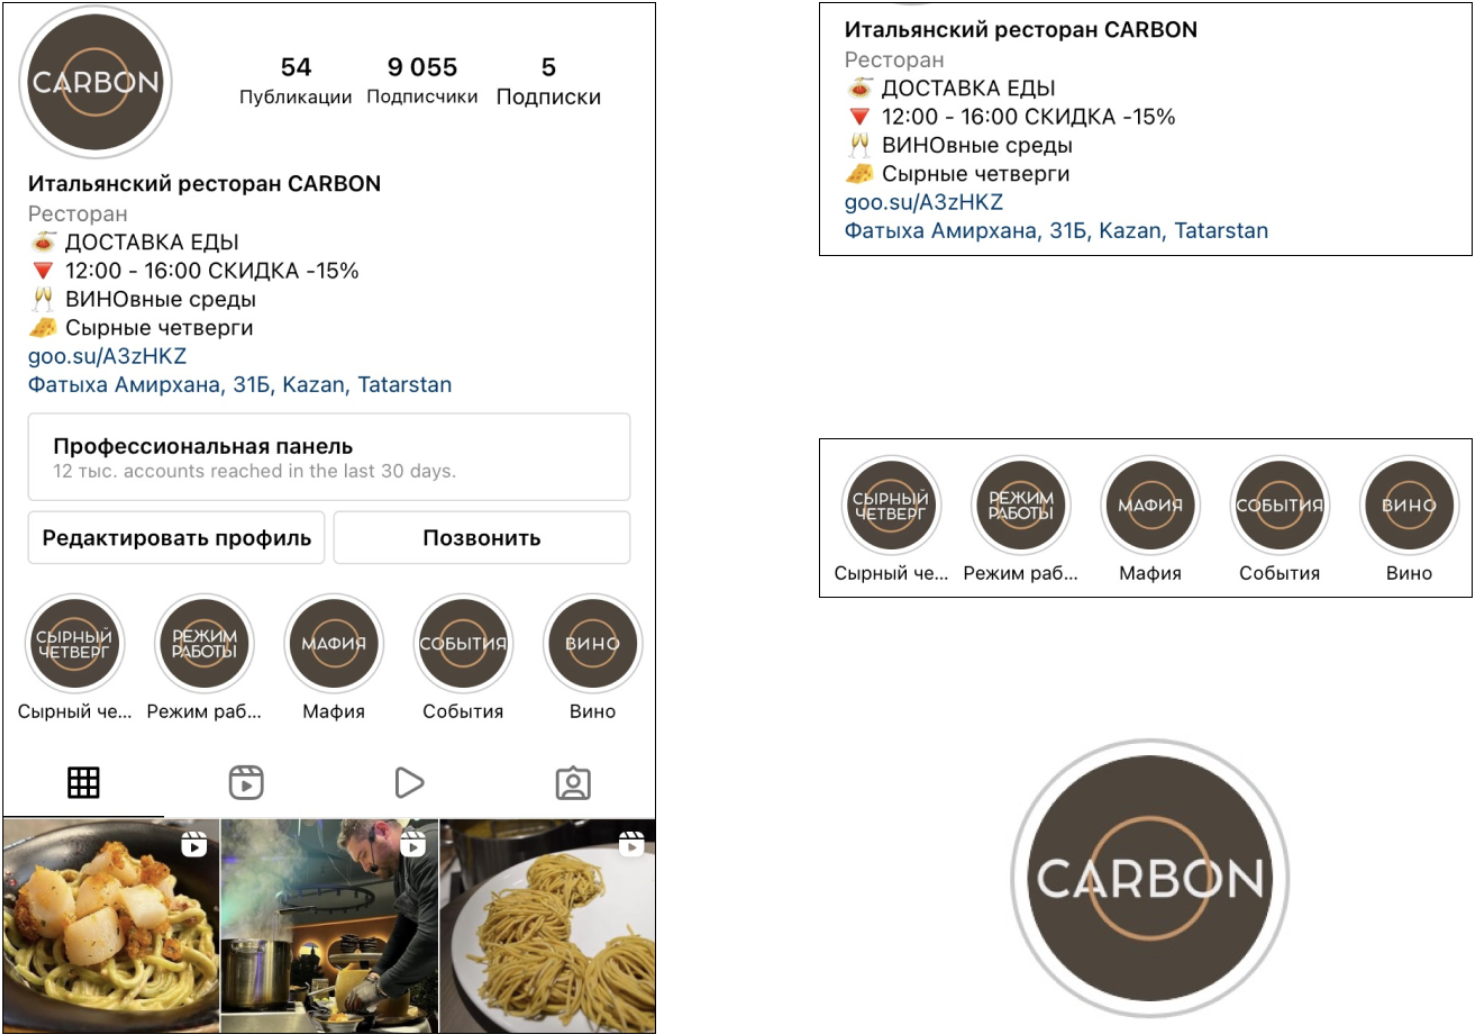 CARBON
54
Публикации
9 055
Подписчики
5
Подписки
Итальянский ресторан CARBON
Ресторан
ДОСТАВКА ЕДЫ
12:00 - 16:00 СКИДКА -15%
ВИНОвные среды
Сырные четверги
goo.su/A3zHKZ
Фатыха Амирхана, 31Б, Kazan, Tatarstan
Профессиональная панель
12 тыс. accounts reached in the last 30 days.
Редактировать профиль
Позвонить
СЫРНЫЙ
ЧЕТВЕРГ
РЕЖИМ
РАБОТЫ
МАФИЯ
СОБЫТИЯ
ВИНО
Сырный че...
Режим раб...
Мафия
События
Вино
Итальянский ресторан CARBON
Ресторан
ДОСТАВКА ЕДЫ
12:00 - 16:00 СКИДКА -15%
ВИНОвные среды
Сырные четверги
goo.su/A3zHKZ
Фатыха Амирхана, 31Б, Kazan, Tatarstan
СЫРНЫЙ
ЧЕТВЕРГ
РЕЖИМ
РАБОТЫ
МАФИЯ
СОБЫТИЯ
ВИНО
Сырный че...
Режим раб...
Мафия
События
Вино
CARBON